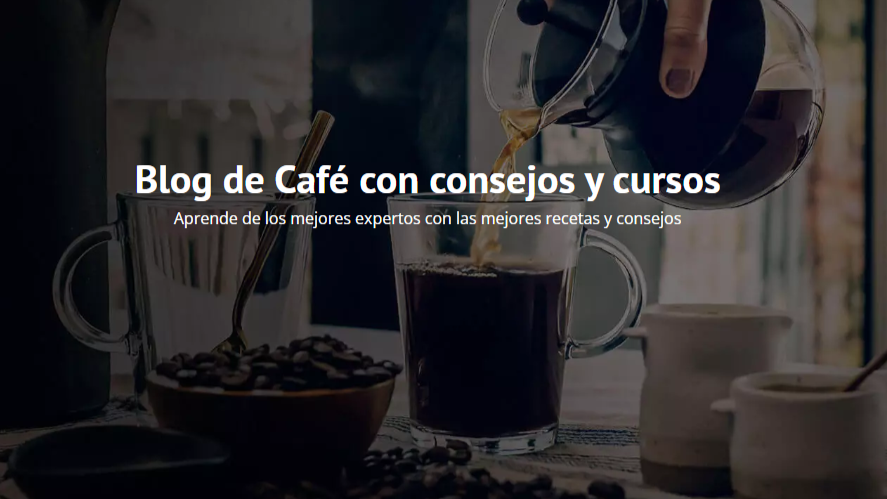 Blog de Café con consejos y cursos
Aprende de los mejores expertos con las mejores recetas y consejos